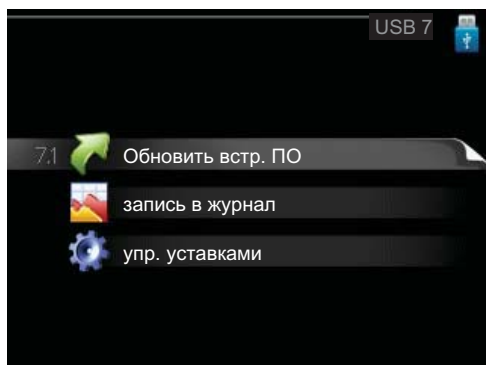 USB 7
7.1 Обновить встр. ПО
запись в журнал
упр. уставками